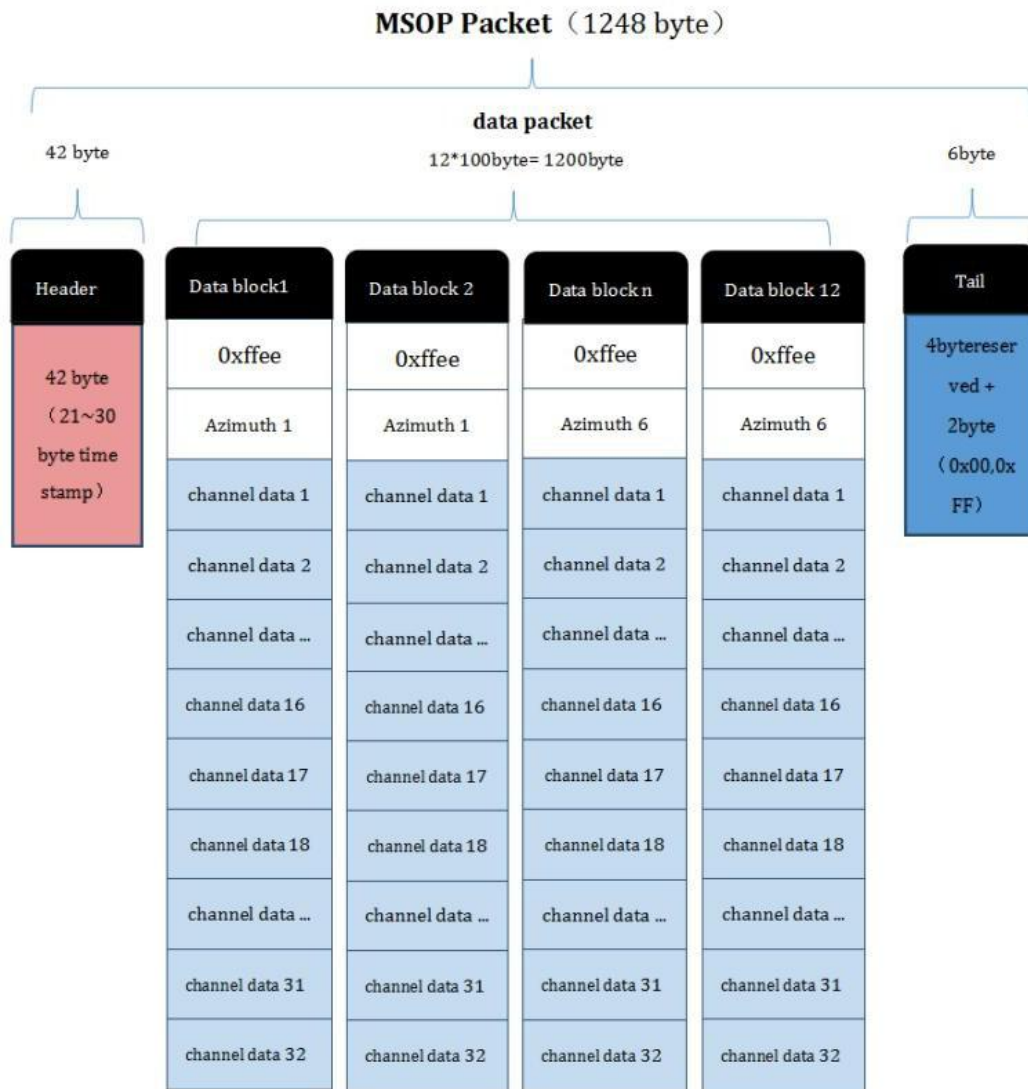 MSOP Packet（1248 byte）
data packet
42 byte
12*100byte= 1200byte
6byte
Header
42 byte
（21~30
byte time
stamp）
Data block1
0xffee
Azimuth 1
channel data 1
channel data 2
channel data ...
channel data 16
channel data 17
channel data 18
channel data ...
channel data 31
channel data 32
Data block 2
0xffee
Azimuth 1
channel data 1
channel data 2
channel data ...
channel data 16
channel data 17
channel data 18
channel data ...
channel data 31
channel data 32
Data block n
0xffee
Azimuth 6
channel data 1
channel data 2
channel data ...
channel data 16
channel data 17
channel data 18
channel data ...
channel data 31
channel data 32
Data block 12
0xffee
Azimuth 6
channel data 1
channel data 2
channel data ...
channel data 16
channel data 17
channel data 18
channel data ...
channel data 31
channel data 32
Tail
4bytereser
ved +
2byte
（0x00,0x
FF）